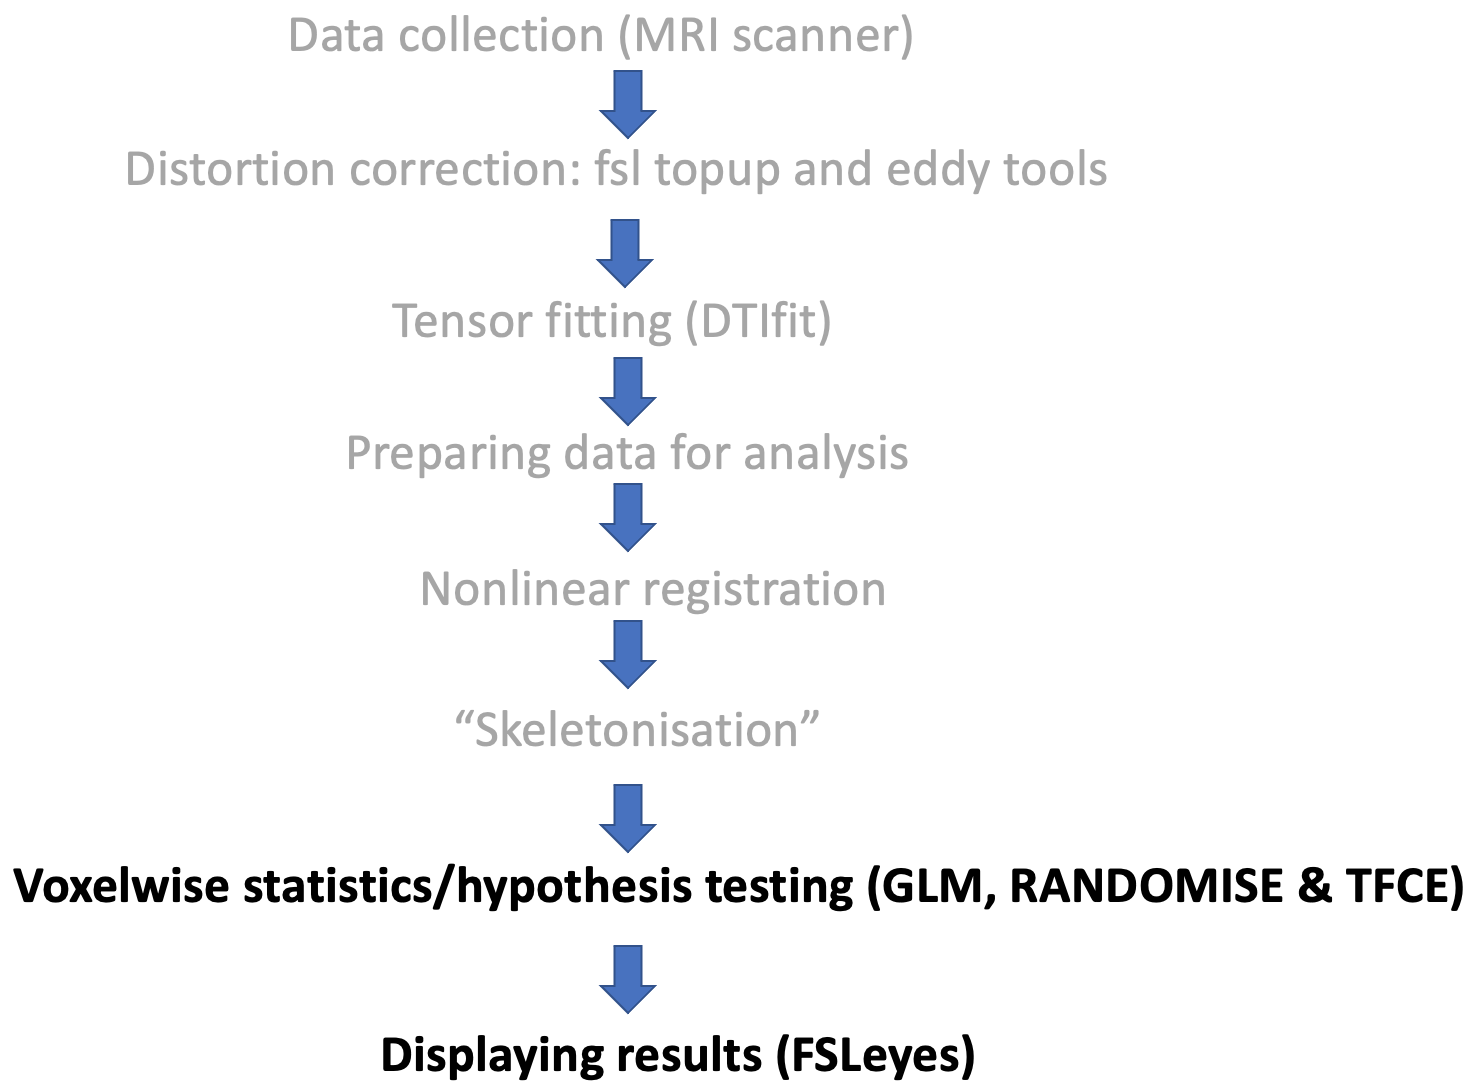 Data collection (MRI scanner)
Distortion correction: fsl topup and eddy tools
Tensor fitting (DTIfit)
Preparing data for analysis
Nonlinear registration
“Skeletonisation”
Voxelwise statistics/hypothesis testing (GLM, RANDOMISE & TFCE)
Displaying results (FSLeyes)